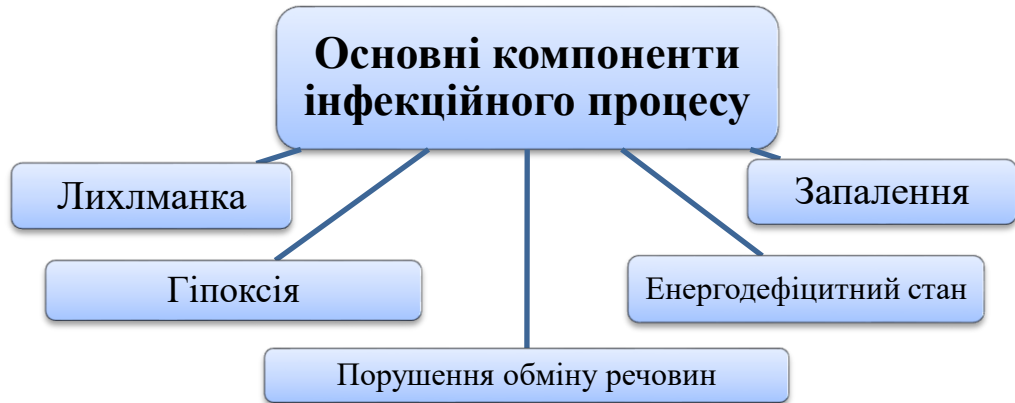 Основні компоненти
інфекційного процесу
Лихлманка
Запалення
Гіпоксія
Енергодефіцитний стан
Порушення обміну речовин